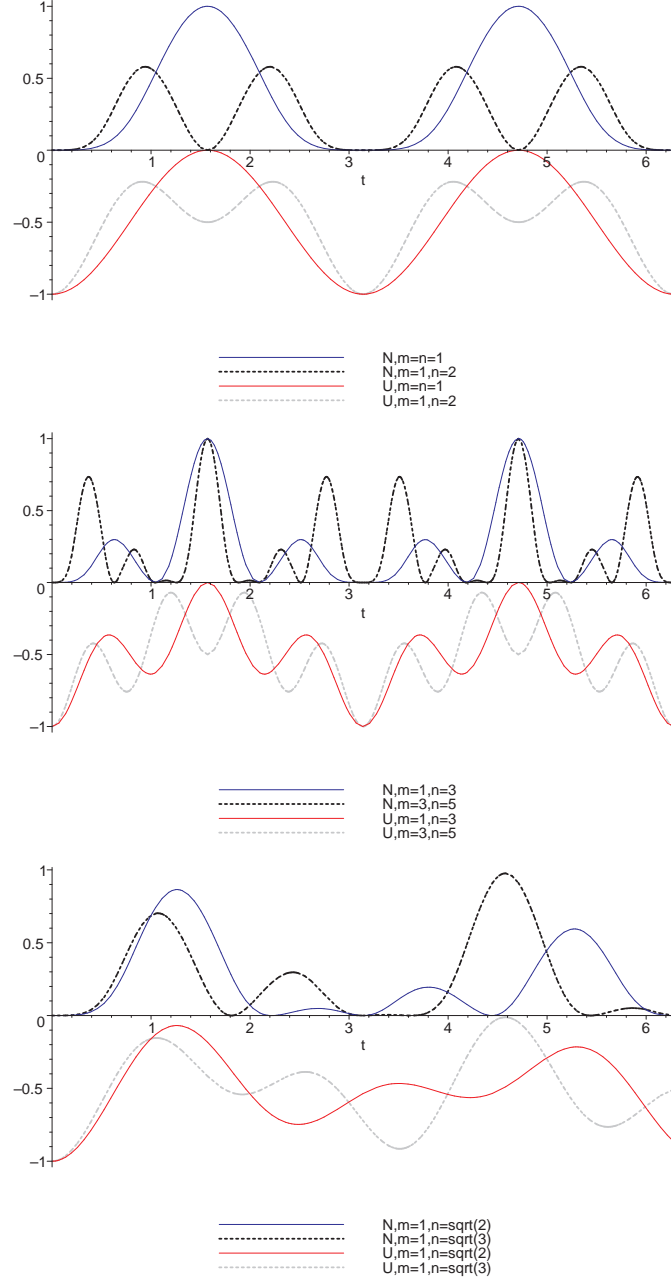 1
0.5
0
1 2 3 4 5 6
t
–0.5
–1
N,m=n=1
N,m=1,n=2
U,m=n=1
U,m=1,n=2
1
0.5
0
1 2 3 4 5 6
t
–0.5
–1
N,m=1,n=3
N,m=3,n=5
U,m=1,n=3
U,m=3,n=5
1
0.5
0
1 2 3 4 5 6
t
–0.5
–1
N,m=1,n=sqrt(2)
N,m=1,n=sqrt(3)
U,m=1,n=sqrt(2)
U,m=1,n=sqrt(3)